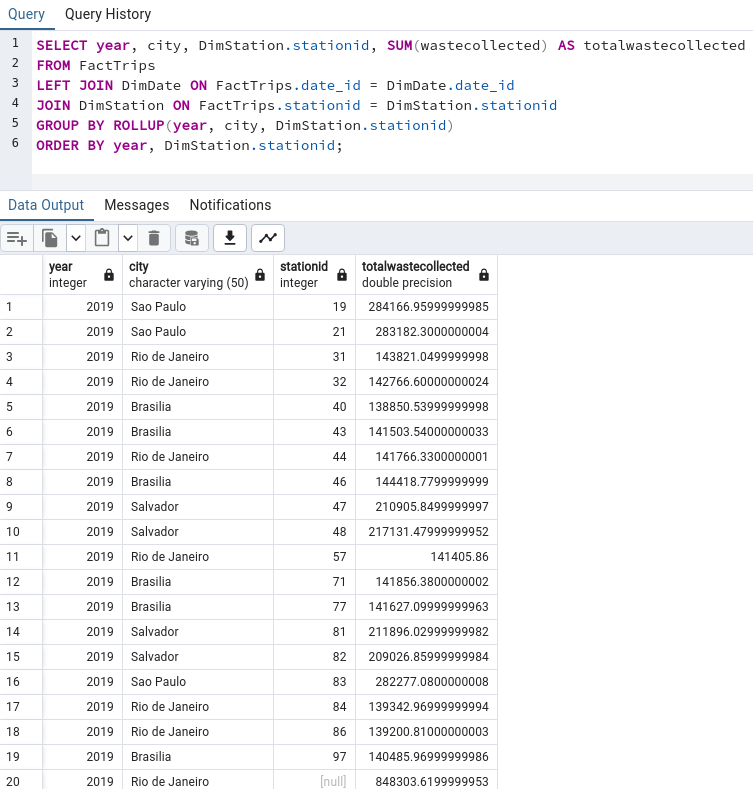 Query Query History
1 SELECT year, city, DimStation.stationid, SUM(wastecollected) AS totalwastecollected
2 FROM FactTrips
3 LEFT JOIN DimDate ON FactTrips.date_id = DimDate.date_id
4 JOIN DimStation ON FactTrips.stationid = DimStation.stationid
5 GROUP BY ROLLUP(year, city, DimStation.stationid)
6 ORDER BY year, DimStation.stationid;
Data Output Messages Notifications
year city stationid totalwastecollected
integer character varying (50) integer double precision
1 2019 Sao Paulo 19 284166.95999999985
2 2019 Sao Paulo 21 283182.3000000004
3 2019 Rio de Janeiro 31 143821.0499999998
4 2019 Rio de Janeiro 32 142766.60000000024
5 2019 Brasilia 40 138850.53999999998
6 2019 Brasilia 43 141503.54000000033
7 2019 Rio de Janeiro 44 141766.3300000001
8 2019 Brasilia 46 144418.7799999999
9 2019 Salvador 47 210905.8499999997
10 2019 Salvador 48 217131.47999999952
11 2019 Rio de Janeiro 57 141405.86
12 2019 Brasilia 71 141856.3800000002
13 2019 Brasilia 77 141627.09999999963
14 2019 Salvador 81 211896.02999999982
15 2019 Salvador 82 209026.85999999984
16 2019 Sao Paulo 83 282277.0800000008
17 2019 Rio de Janeiro 84 139342.96999999994
18 2019 Rio de Janeiro 86 139200.81000000003
19 2019 Brasilia 97 140485.96999999986
20 2019 Rio de Janeiro [null] 848303.6199999953